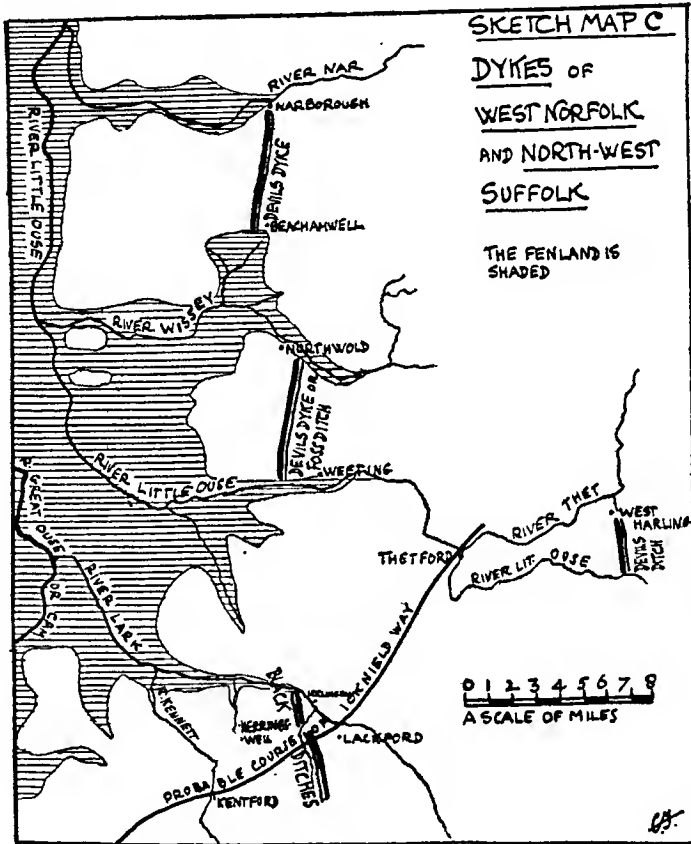 SKETCH MAP C
DYKES OF
WEST NORFOLK
AND NORTH-WEST
SUFFOLK
THE FENLAND IS
SHADED
RIVER NAR
NARBOROUGH
RIVER LITTLE OUSE
DEVILS DYKE
BEACHAMWELL
RIVER WISSEY
NORTHWOLD
DEVILS DYKE OR
FOSS DITCH
WEETING
RIVER LITTLE OUSE
R. GREAT OUSE OR CAM
RIVER LARK
THETFORD
RIVER THET
WEST
HARLING
RIVER LIT. OUSE
DEVILS
DITCH
R. KENNETT
BLACK
DITCHES
HERRINGS
WELL
LACKFORD
PROBABLE COURSE OF ICKNIELD WAY
KENTFORD
0 1 2 3 4 5 6 7 8
A SCALE OF MILES